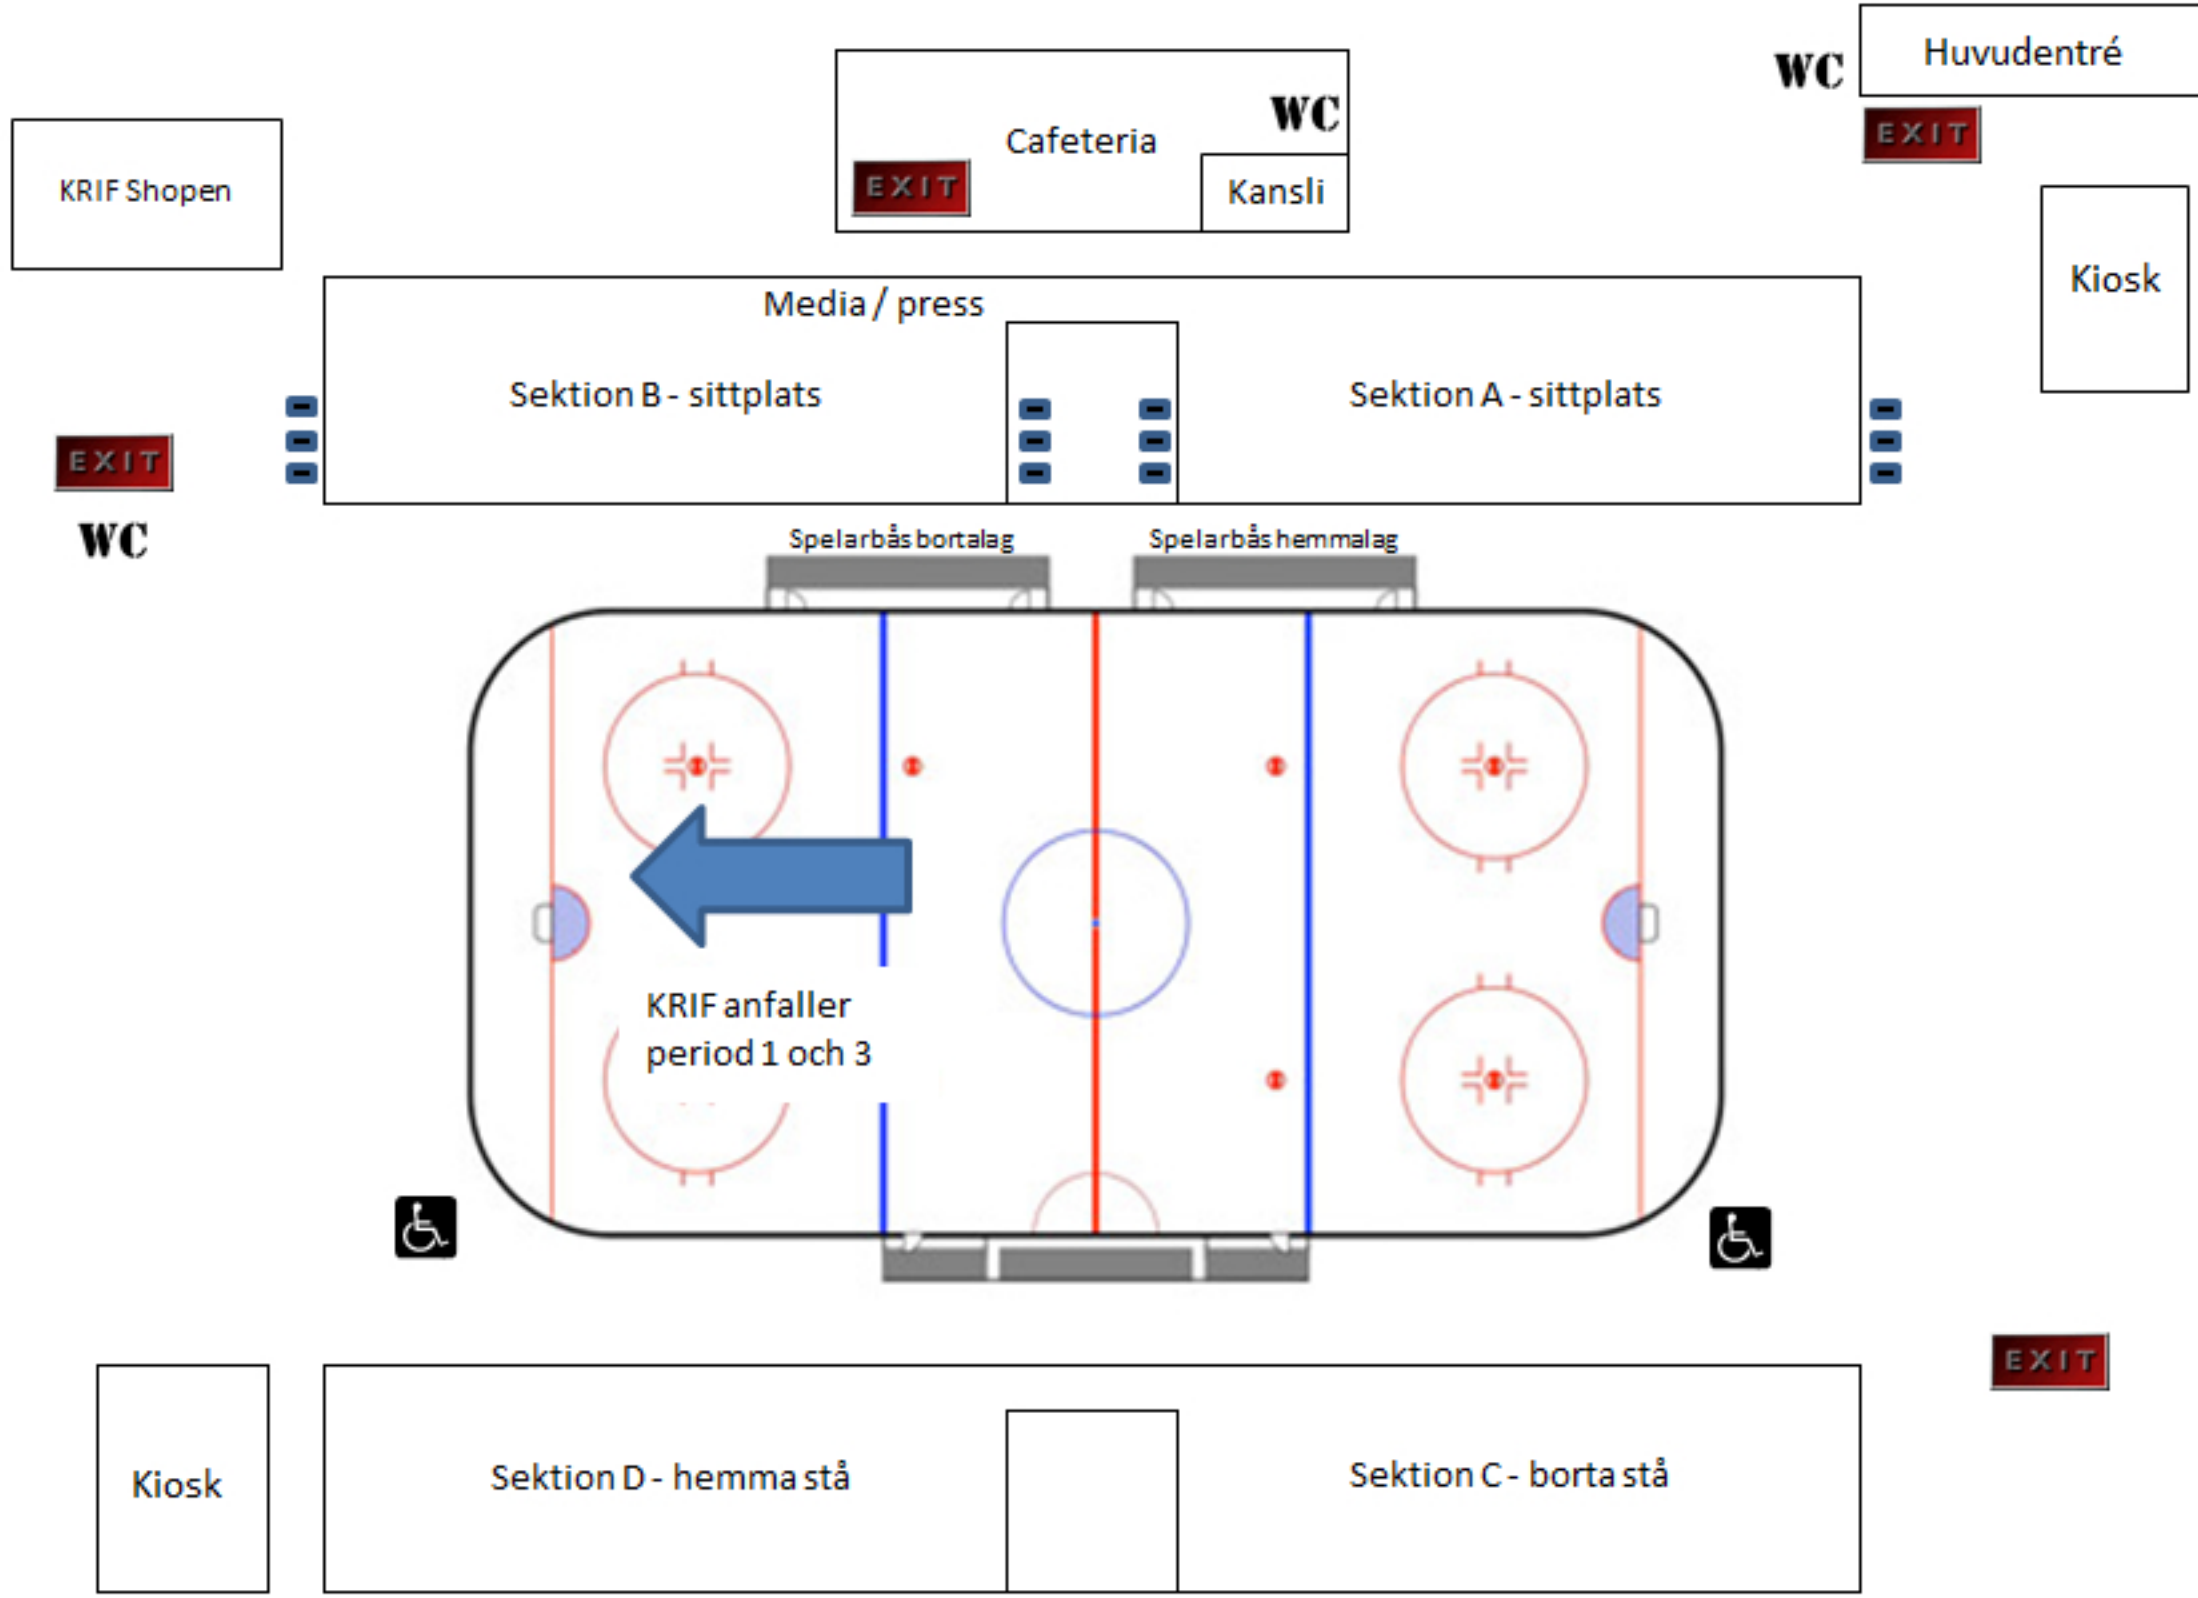 Huvudentré
WC
EXIT
WC
Cafeteria
EXIT
Kansli
KRIF Shopen
Kiosk
Media / press
Sektion B - sittplats
Sektion A - sittplats
EXIT
WC
Spelarbås bortalag
Spelarbås hemmalag
KRIF anfaller
period 1 och 3
EXIT
Kiosk
Sektion D - hemma stå
Sektion C - borta stå